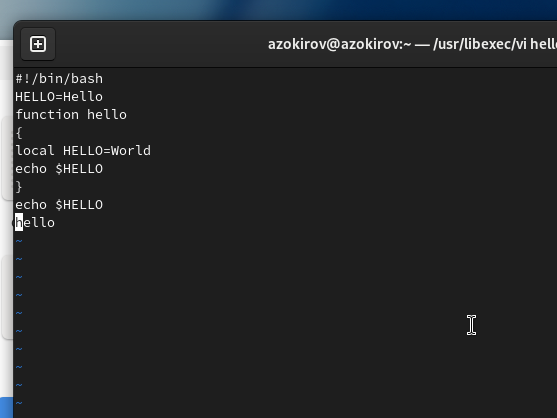 azokirov@azokirov:~ — /usr/libexec/vi hello
#!/bin/bash
HELLO=Hello
function hello
{
local HELLO=World
echo $HELLO
}
echo $HELLO
hello
~
~
~
~
~
~
~
~
~
~